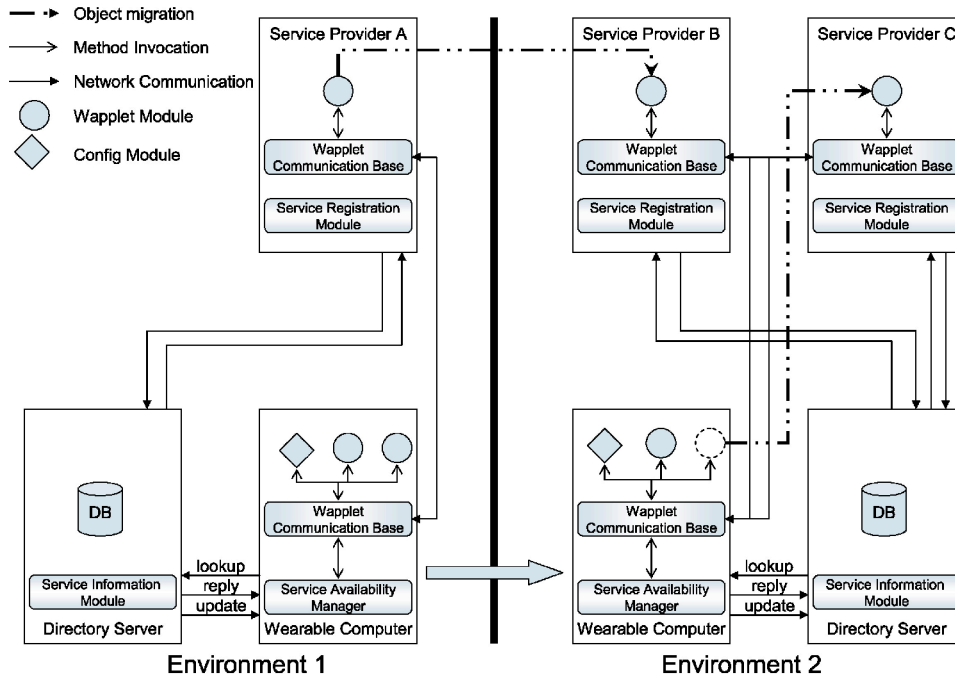 Object migration
Method Invocation
Network Communication
Wapplet Module
Config Module
Service Provider A
Wapplet
Communication Base
Service Registration
Module
Service Provider B
Wapplet
Communication Base
Service Registration
Module
Service Provider C
Wapplet
Communication Base
Service Registration
Module
DB
Service Information
Module
Directory Server
lookup
reply
update
Wapplet
Communication Base
Service Availability
Manager
Wearable Computer
Environment 1
Wapplet
Communication Base
Service Availability
Manager
Wearable Computer
lookup
reply
update
DB
Service Information
Module
Directory Server
Environment 2